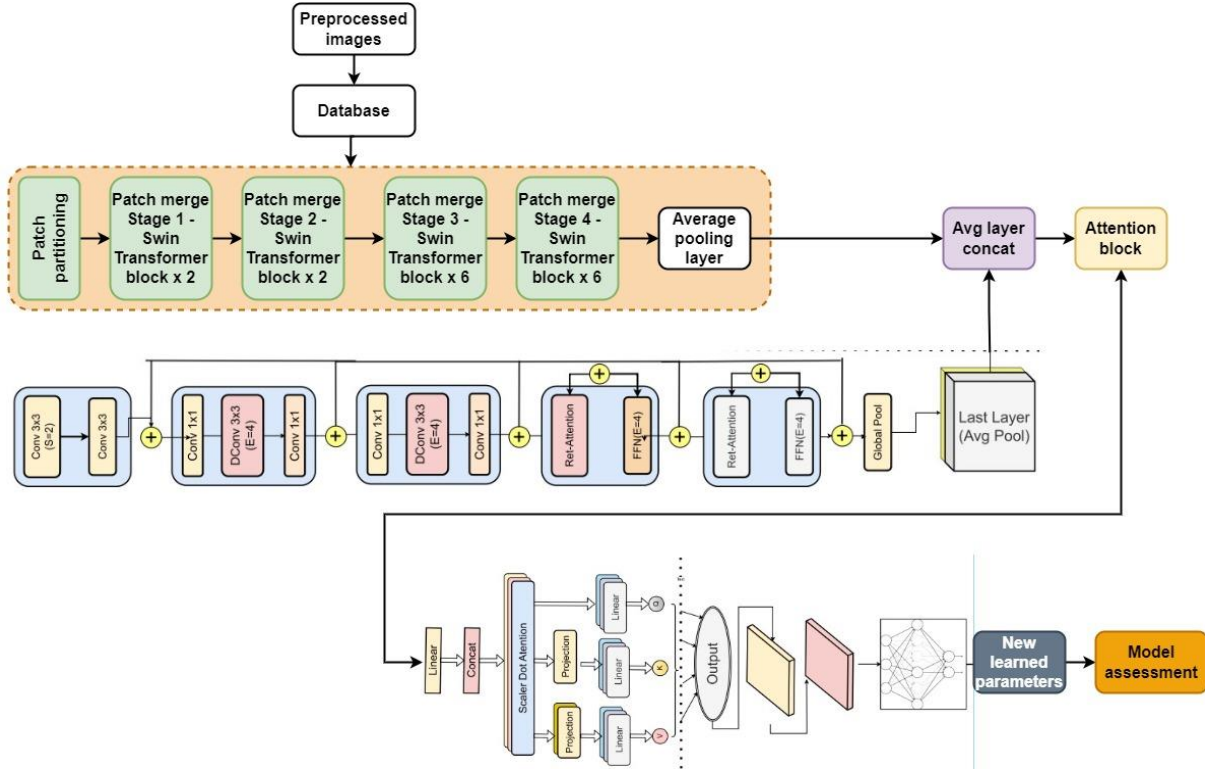 Preprocessed
images
Database
Patch
partitioning
Patch merge
Stage 1 -
Swin
Transformer
block x 2
Patch merge
Stage 2 -
Swin
Transformer
block x 2
Patch merge
Stage 3 -
Swin
Transformer
block x 6
Patch merge
Stage 4 -
Swin
Transformer
block x 6
Average
pooling
layer
Avg layer
concat
Attention
block
Conv 3x3
(S=2)
Conv 3x3
+
Conv 1x1
DConv 3x3
(E=4)
Conv 1x1
+
Conv 1x1
DConv 3x3
(E=4)
Conv 1x1
+
Ret-Attention
+
FFN(E=4)
+
Ret-Attention
+
FFN(E=4)
+
Global Pool
Last Layer
(Avg Pool)
Linear
Concat
Scaler Dot Atention
Linear
Q
Projection
Linear
K
Projection
Linear
V
Output
New
learned
parameters
Model
assessment